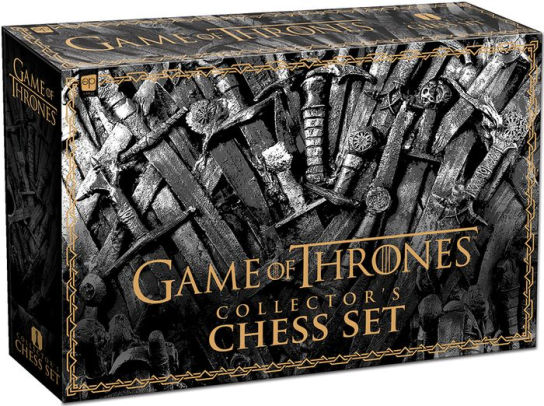 GAME OF THRONES
GAME OF
THRONES
CHESS SET
GAME OF THRONES
COLLECTOR'S
CHESS SET